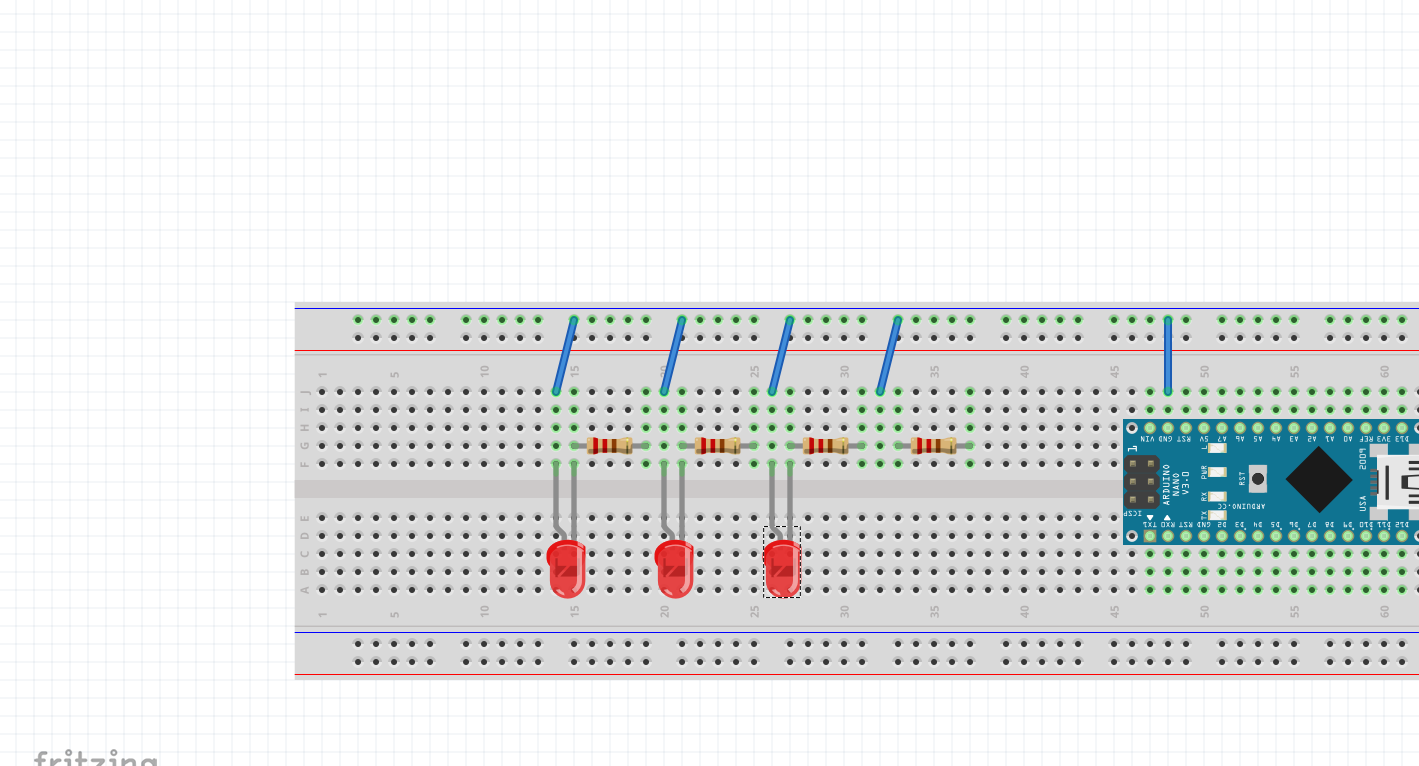 1 5 10 15 20 25 30 35 40 45 50 55 60
J
I
H
G
F
VIN GND RST 5V A7 A6 A5 A4 A3 A2 A1 A0 REF 3V3 D13
1
ARDUINO
NANO
V3.0
ICSP
L
PWR
RX
TX
RST
ARDUINO.CC
USA
TX1 RX0 RST GND D2 D3 D4 D5 D6 D7 D8 D9 D10 D11 D12
E
D
C
B
A
1 5 10 15 20 25 30 35 40 45 50 55 60
fritzing